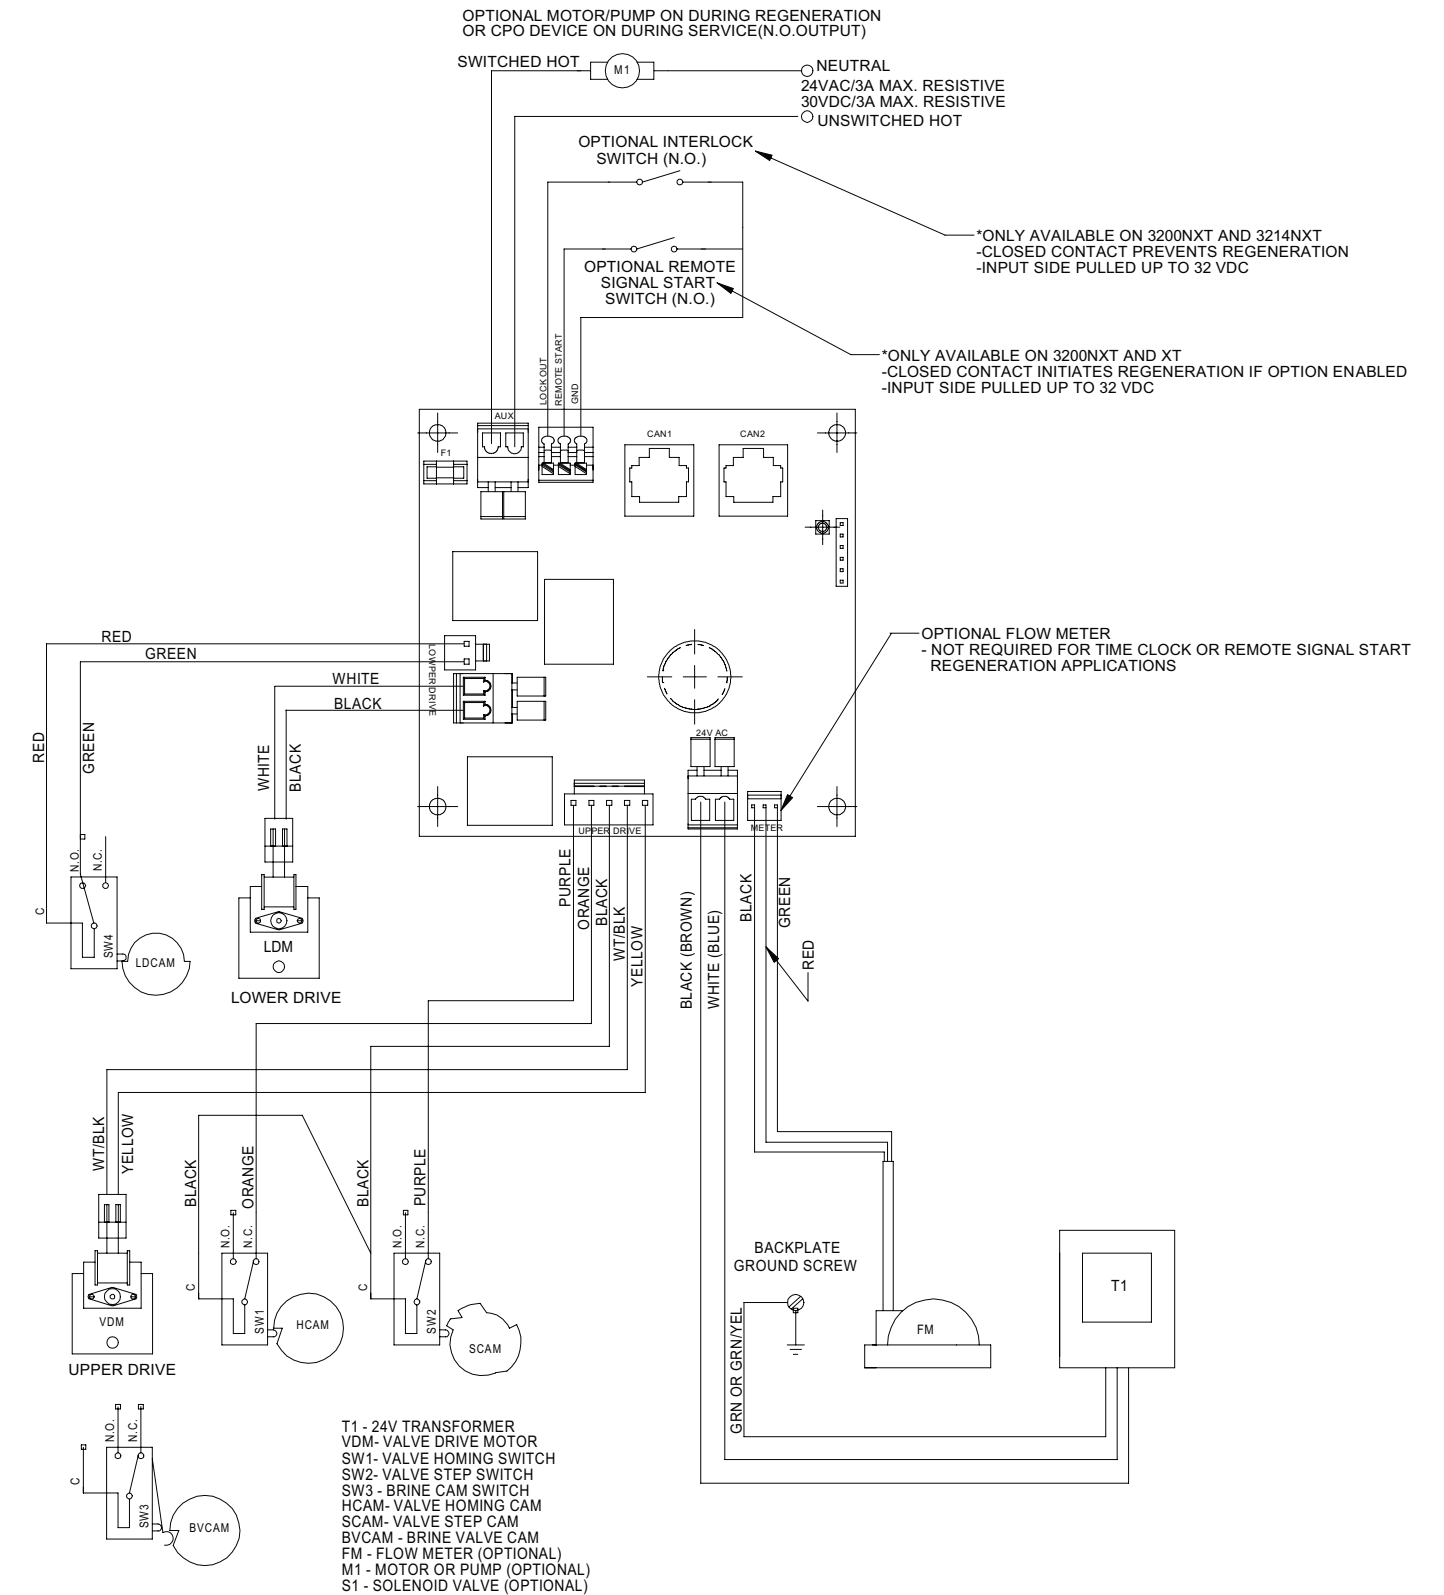 OPTIONAL MOTOR/PUMP ON DURING REGENERATION
OR CPO DEVICE ON DURING SERVICE(N.O.OUTPUT)
SWITCHED HOT
M1
NEUTRAL
24VAC/3A MAX. RESISTIVE
30VDC/3A MAX. RESISTIVE
UNSWITCHED HOT
OPTIONAL INTERLOCK
SWITCH (N.O.)
*ONLY AVAILABLE ON 3200NXT AND 3214NXT
-CLOSED CONTACT PREVENTS REGENERATION
-INPUT SIDE PULLED UP TO 32 VDC
OPTIONAL REMOTE
SIGNAL START
SWITCH (N.O.)
*ONLY AVAILABLE ON 3200NXT AND XT
-CLOSED CONTACT INITIATES REGENERATION IF OPTION ENABLED
-INPUT SIDE PULLED UP TO 32 VDC
LOCK OUT
REMOTE START
GND
AUX
F1
CAN1
CAN2
OPTIONAL FLOW METER
- NOT REQUIRED FOR TIME CLOCK OR REMOTE SIGNAL START
REGENERATION APPLICATIONS
RED
GREEN
WHITE
BLACK
LOWPER DRIVE
RED
GREEN
WHITE
BLACK
24V AC
UPPER DRIVE
METER
N.O.
N.C.
C
SW4
LDCAM
LDM
LOWER DRIVE
PURPLE
ORANGE
BLACK
WT/BLK
YELLOW
BLACK (BROWN)
WHITE (BLUE)
BLACK
GREEN
RED
WT/BLK
YELLOW
BLACK
ORANGE
BLACK
PURPLE
N.O.
N.C.
C
SW1
HCAM
N.O.
N.C.
C
SW2
SCAM
VDM
UPPER DRIVE
BACKPLATE
GROUND SCREW
GRN OR GRN/YEL
FM
T1
N.O.
N.C.
C
SW3
BVCAM
T1 - 24V TRANSFORMER
VDM- VALVE DRIVE MOTOR
SW1- VALVE HOMING SWITCH
SW2- VALVE STEP SWITCH
SW3 - BRINE CAM SWITCH
HCAM- VALVE HOMING CAM
SCAM- VALVE STEP CAM
BVCAM - BRINE VALVE CAM
FM - FLOW METER (OPTIONAL)
M1 - MOTOR OR PUMP (OPTIONAL)
S1 - SOLENOID VALVE (OPTIONAL)